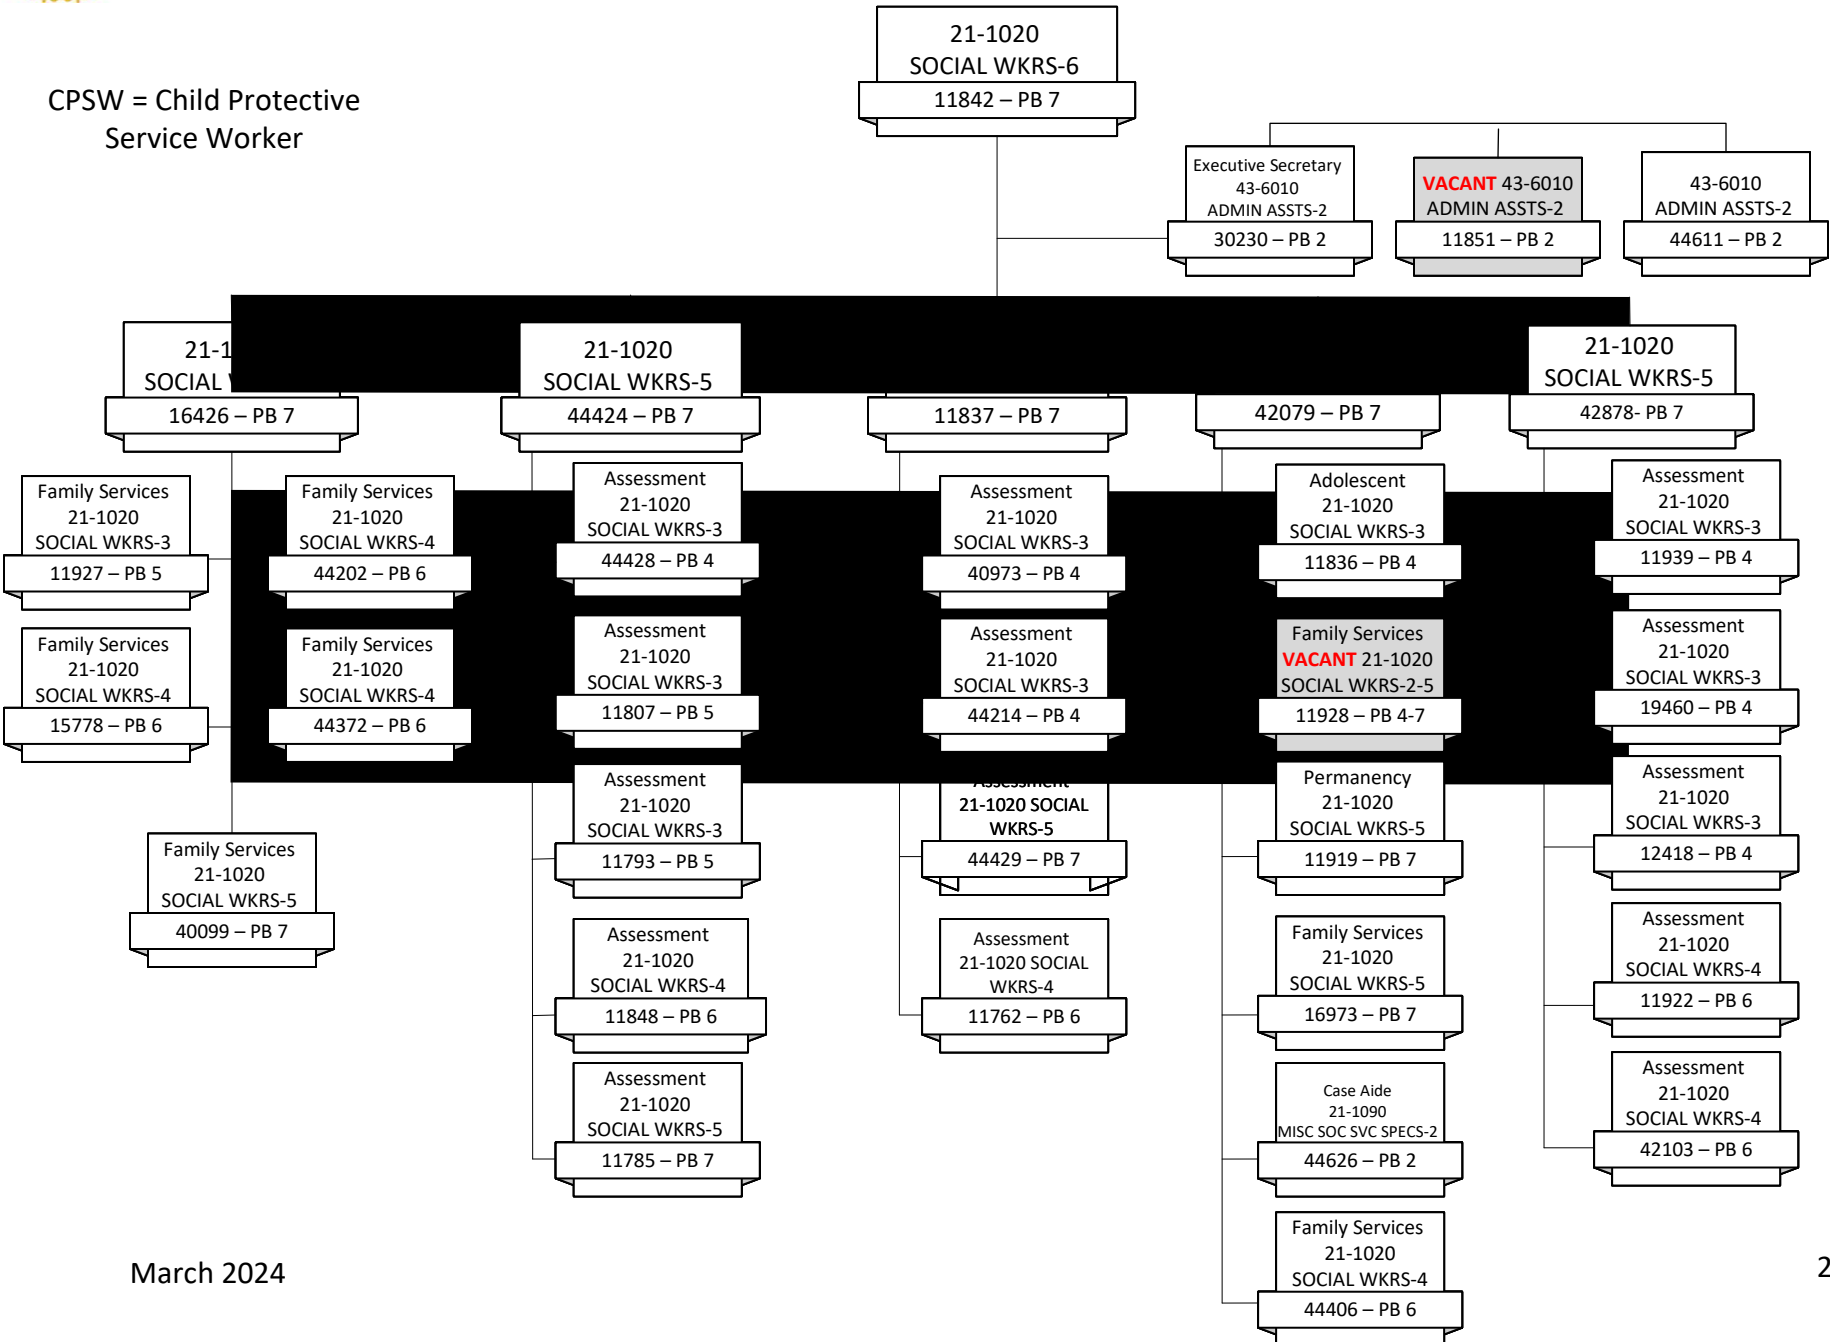 CPSW = Child Protective
Service Worker
21-1020
SOCIAL WKRS-6
11842 – PB 7
Executive Secretary
43-6010
ADMIN ASSTS-2
30230 – PB 2
VACANT 43-6010
ADMIN ASSTS-2
11851 – PB 2
43-6010
ADMIN ASSTS-2
44611 – PB 2
21-1
SOCIAL
16426 – PB 7
21-1020
SOCIAL WKRS-5
44424 – PB 7
11837 – PB 7
42079 – PB 7
21-1020
SOCIAL WKRS-5
42878- PB 7
Family Services
21-1020
SOCIAL WKRS-3
11927 – PB 5
Family Services
21-1020
SOCIAL WKRS-4
44202 – PB 6
Family Services
21-1020
SOCIAL WKRS-4
15778 – PB 6
Family Services
21-1020
SOCIAL WKRS-4
44372 – PB 6
Family Services
21-1020
SOCIAL WKRS-5
40099 – PB 7
Assessment
21-1020
SOCIAL WKRS-3
44428 – PB 4
Assessment
21-1020
SOCIAL WKRS-3
11807 – PB 5
Assessment
21-1020
SOCIAL WKRS-3
11793 – PB 5
Assessment
21-1020
SOCIAL WKRS-4
11848 – PB 6
Assessment
21-1020
SOCIAL WKRS-5
11785 – PB 7
Assessment
21-1020
SOCIAL WKRS-3
40973 – PB 4
Assessment
21-1020
SOCIAL WKRS-3
44214 – PB 4
Assessment
21-1020 SOCIAL
WKRS-5
44429 – PB 7
Assessment
21-1020 SOCIAL
WKRS-4
11762 – PB 6
Adolescent
21-1020
SOCIAL WKRS-3
11836 – PB 4
Family Services
VACANT 21-1020
SOCIAL WKRS-2-5
11928 – PB 4-7
Permanency
21-1020
SOCIAL WKRS-5
11919 – PB 7
Family Services
21-1020
SOCIAL WKRS-5
16973 – PB 7
Case Aide
21-1090
MISC SOC SVC SPECS-2
44626 – PB 2
Family Services
21-1020
SOCIAL WKRS-4
44406 – PB 6
Assessment
21-1020
SOCIAL WKRS-3
11939 – PB 4
Assessment
21-1020
SOCIAL WKRS-3
19460 – PB 4
Assessment
21-1020
SOCIAL WKRS-3
12418 – PB 4
Assessment
21-1020
SOCIAL WKRS-4
11922 – PB 6
Assessment
21-1020
SOCIAL WKRS-4
42103 – PB 6
March 2024
2